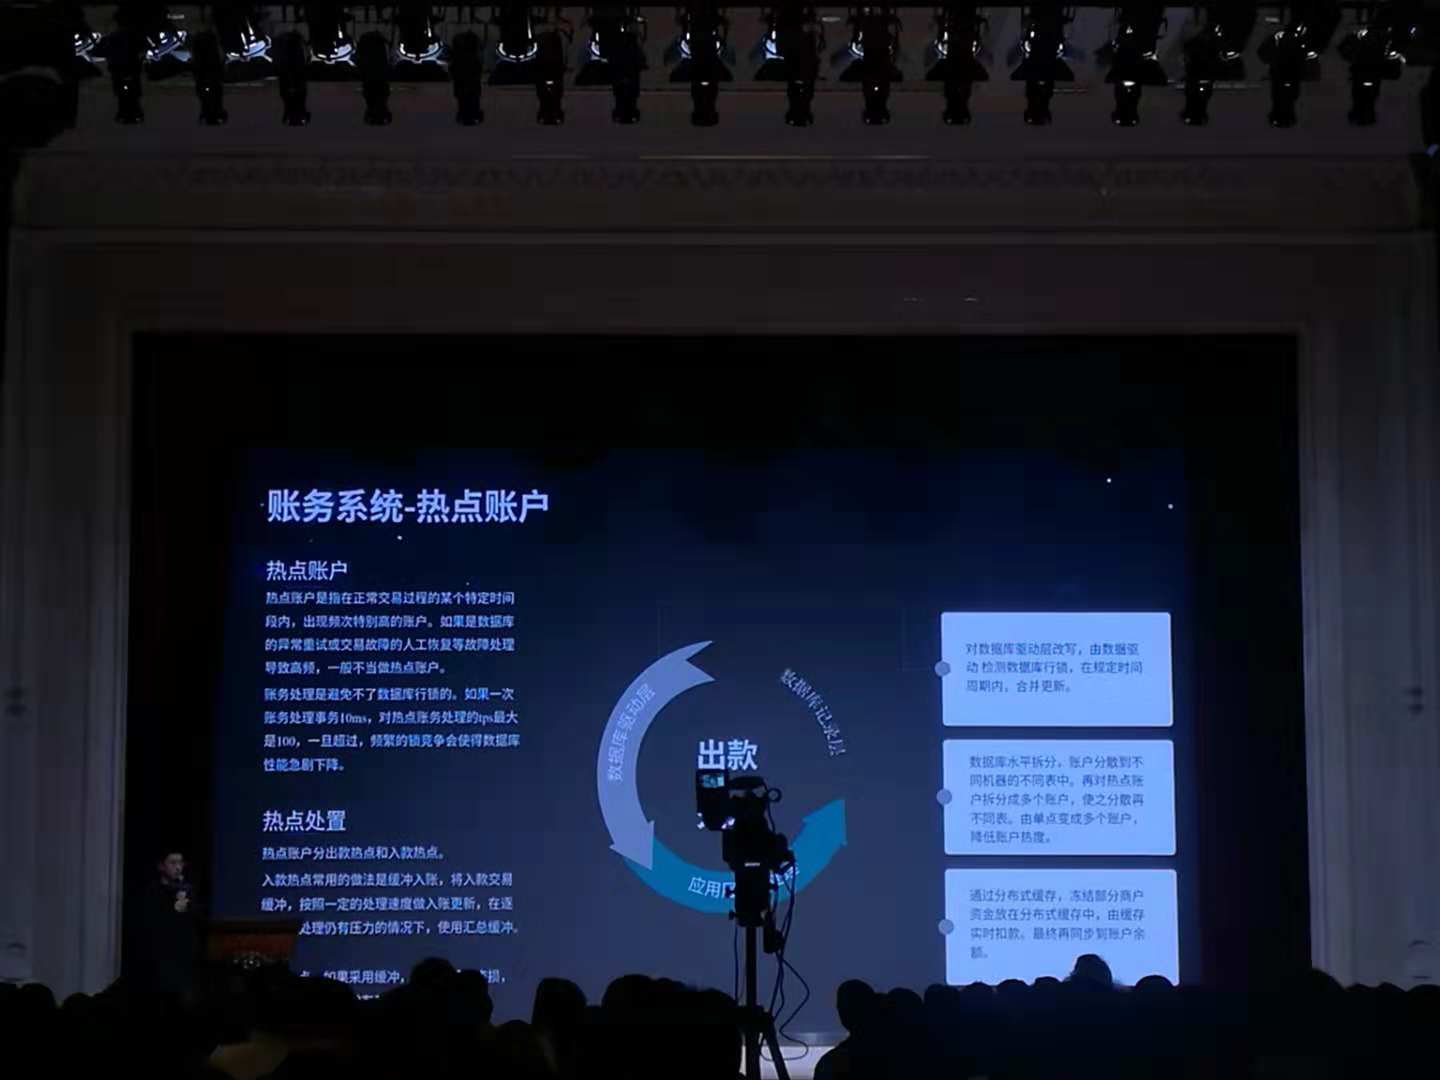 账务系统-热点账户
热点账户
热点账户是指在正常交易过程的某个特定时间
段内，出现频次特别高的账户。如果是数据库
的异常重试或交易故障的人工恢复等故障处理
导致高频，一般不当做热点账户。
账务处理是避免不了数据库行锁的。如果一次
账务处理事务10ms，对热点账务处理的tps最大
是100，一旦超过，频繁的锁竞争会使得数据库
性能急剧下降。
热点处置
热点账户分出款热点和入款热点。
入款热点常用的做法是缓冲入账，将入款交易
缓冲，按照一定的处理速度做入账更新，在逐
处理仍有压力的情况下，使用汇总缓冲。
点，如果采用缓冲，
损，
数据库驱动层
数据库记录层
出款
应用
对数据库驱动层改写，由数据驱
动 检测数据库行锁，在规定时间
周期内，合并更新。
数据库水平拆分，账户分散到不
同机器的不同表中。再对热点账
户拆分成多个账户，使之分散再
不同表。由单点变成多个账户，
降低账户热度。
通过分布式缓存，冻结部分商户
资金放在分布式缓存中，由缓存
实时扣款。最终再同步到账户余
额。